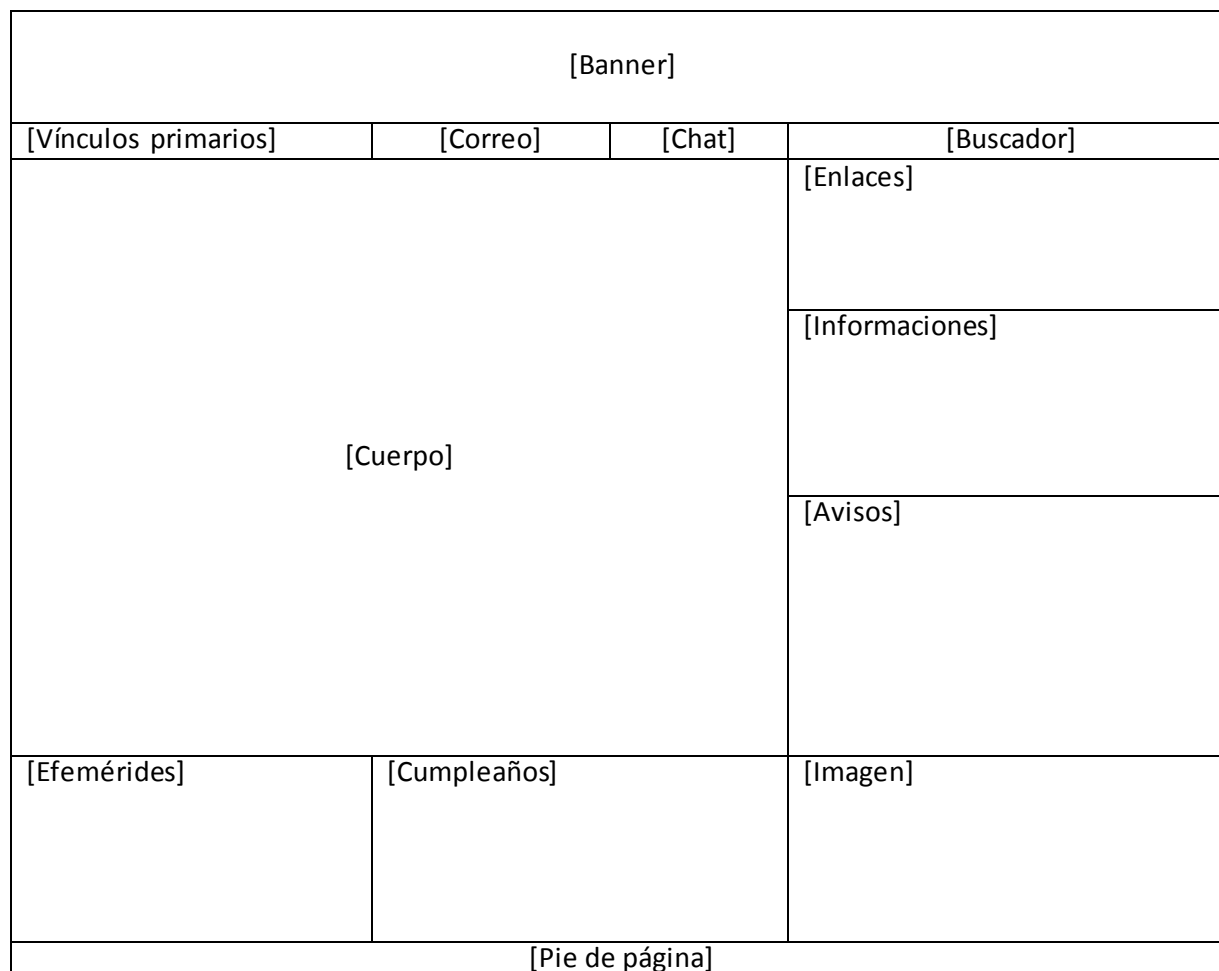 [Banner]
[Vínculos primarios] [Correo] [Chat] [Buscador]
[Enlaces]
[Informaciones]
[Cuerpo]
[Avisos]
[Efemérides] [Cumpleaños] [Imagen]
[Pie de página]